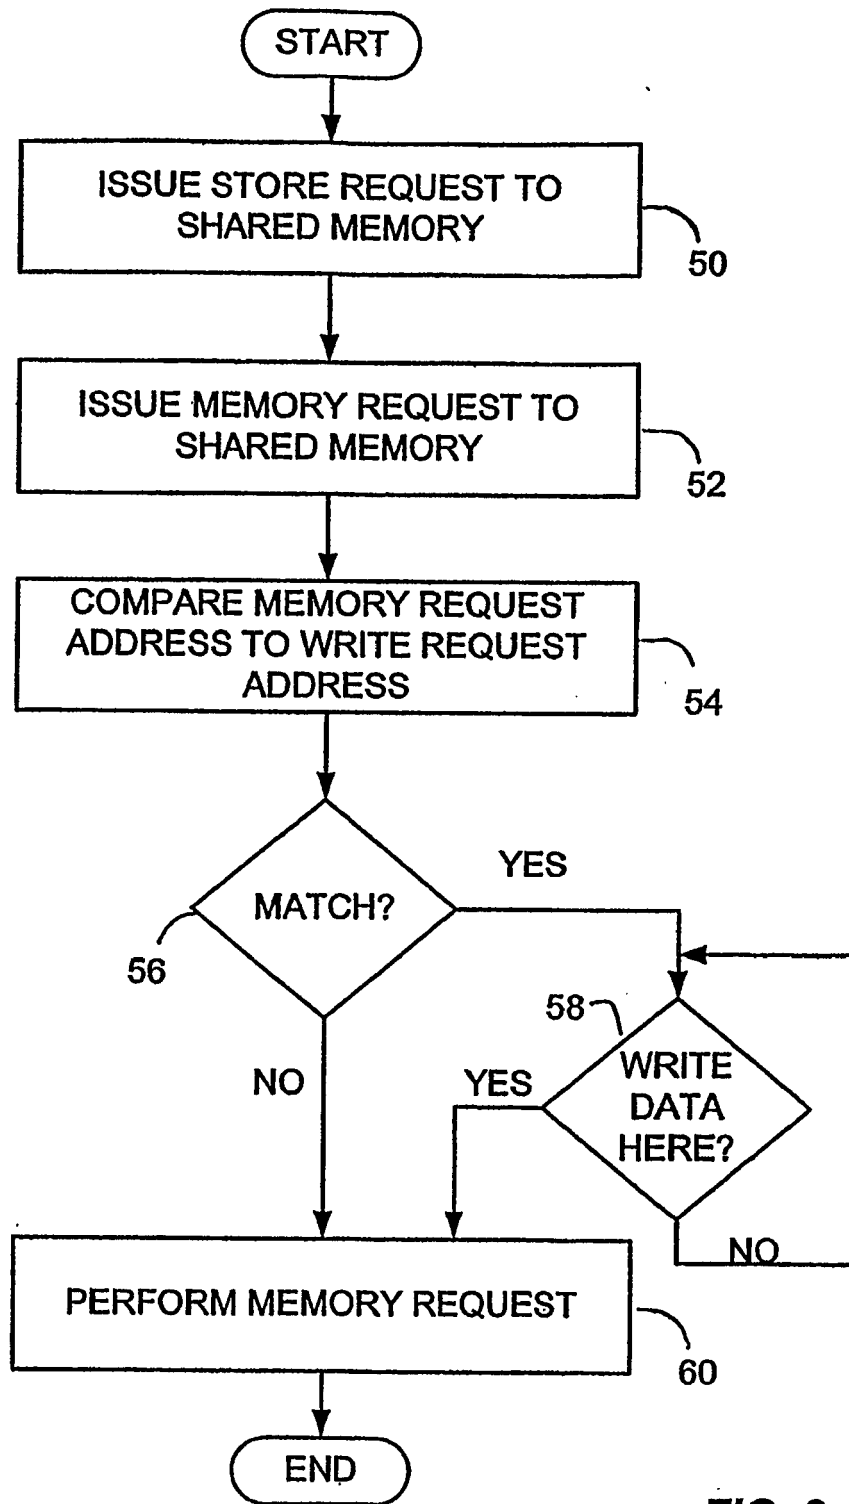 START
ISSUE STORE REQUEST TO
SHARED MEMORY
50
ISSUE MEMORY REQUEST TO
SHARED MEMORY
52
COMPARE MEMORY REQUEST
ADDRESS TO WRITE REQUEST
ADDRESS
54
MATCH?
YES
56
58
WRITE
DATA
HERE?
NO
YES
NO
PERFORM MEMORY REQUEST
60
END